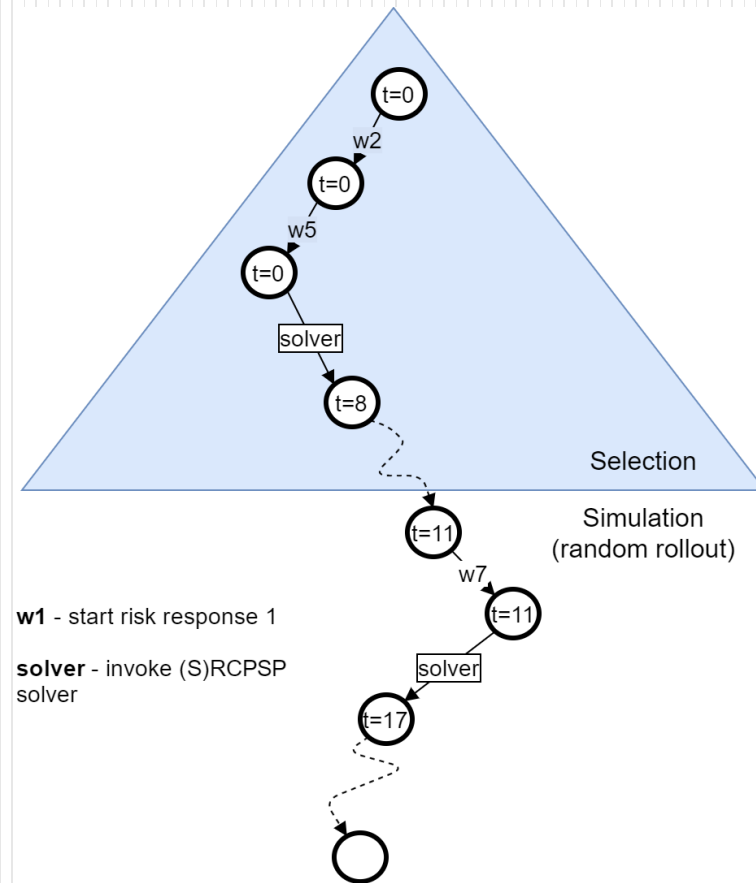 t=0
w2
t=0
w5
t=0
solver
t=8
Selection
Simulation
(random rollout)
t=11
w7
t=11
w1 - start risk response 1
solver - invoke (S)RCPSP
solver
solver
t=17